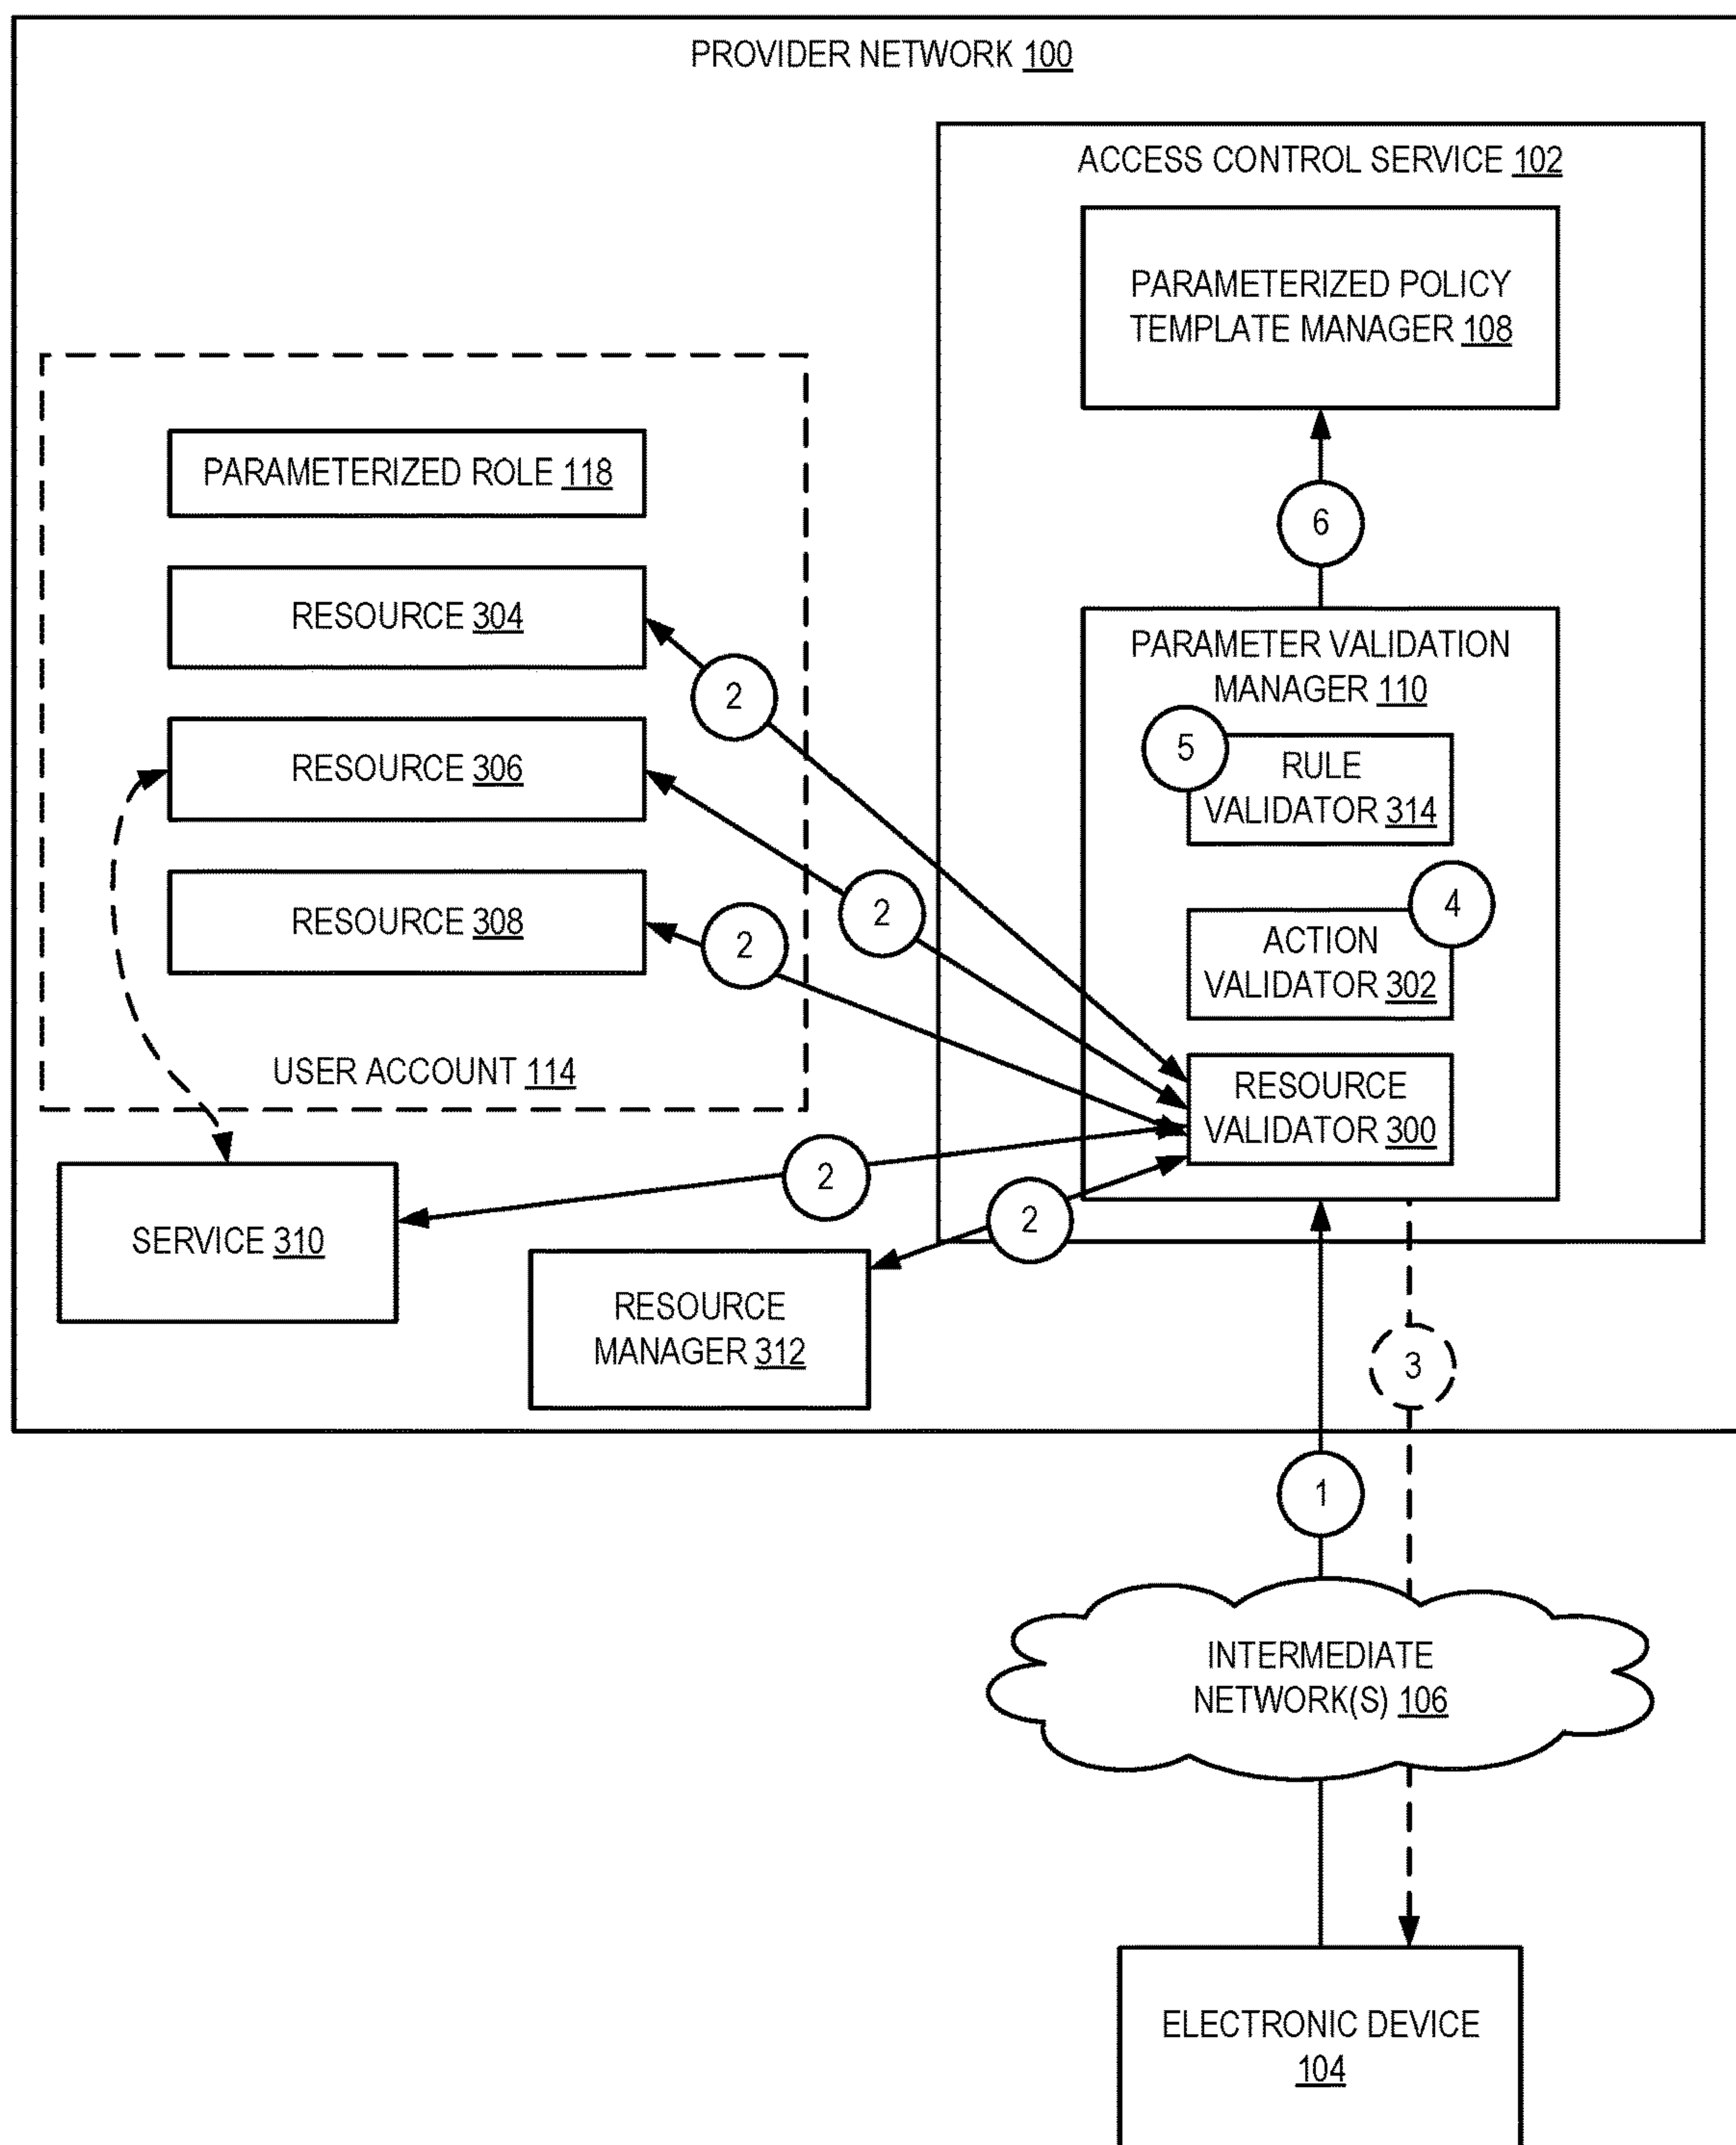 PROVIDER NETWORK 100
ACCESS CONTROL SERVICE 102
PARAMETERIZED POLICY
TEMPLATE MANAGER 108
6
PARAMETERIZED ROLE 118
RESOURCE 304
2
RESOURCE 306
2
RESOURCE 308
2
USER ACCOUNT 114
PARAMETER VALIDATION
MANAGER 110
5
RULE
VALIDATOR 314
4
ACTION
VALIDATOR 302
RESOURCE
VALIDATOR 300
2
SERVICE 310
2
RESOURCE
MANAGER 312
3
1
INTERMEDIATE
NETWORK(S) 106
ELECTRONIC DEVICE
104